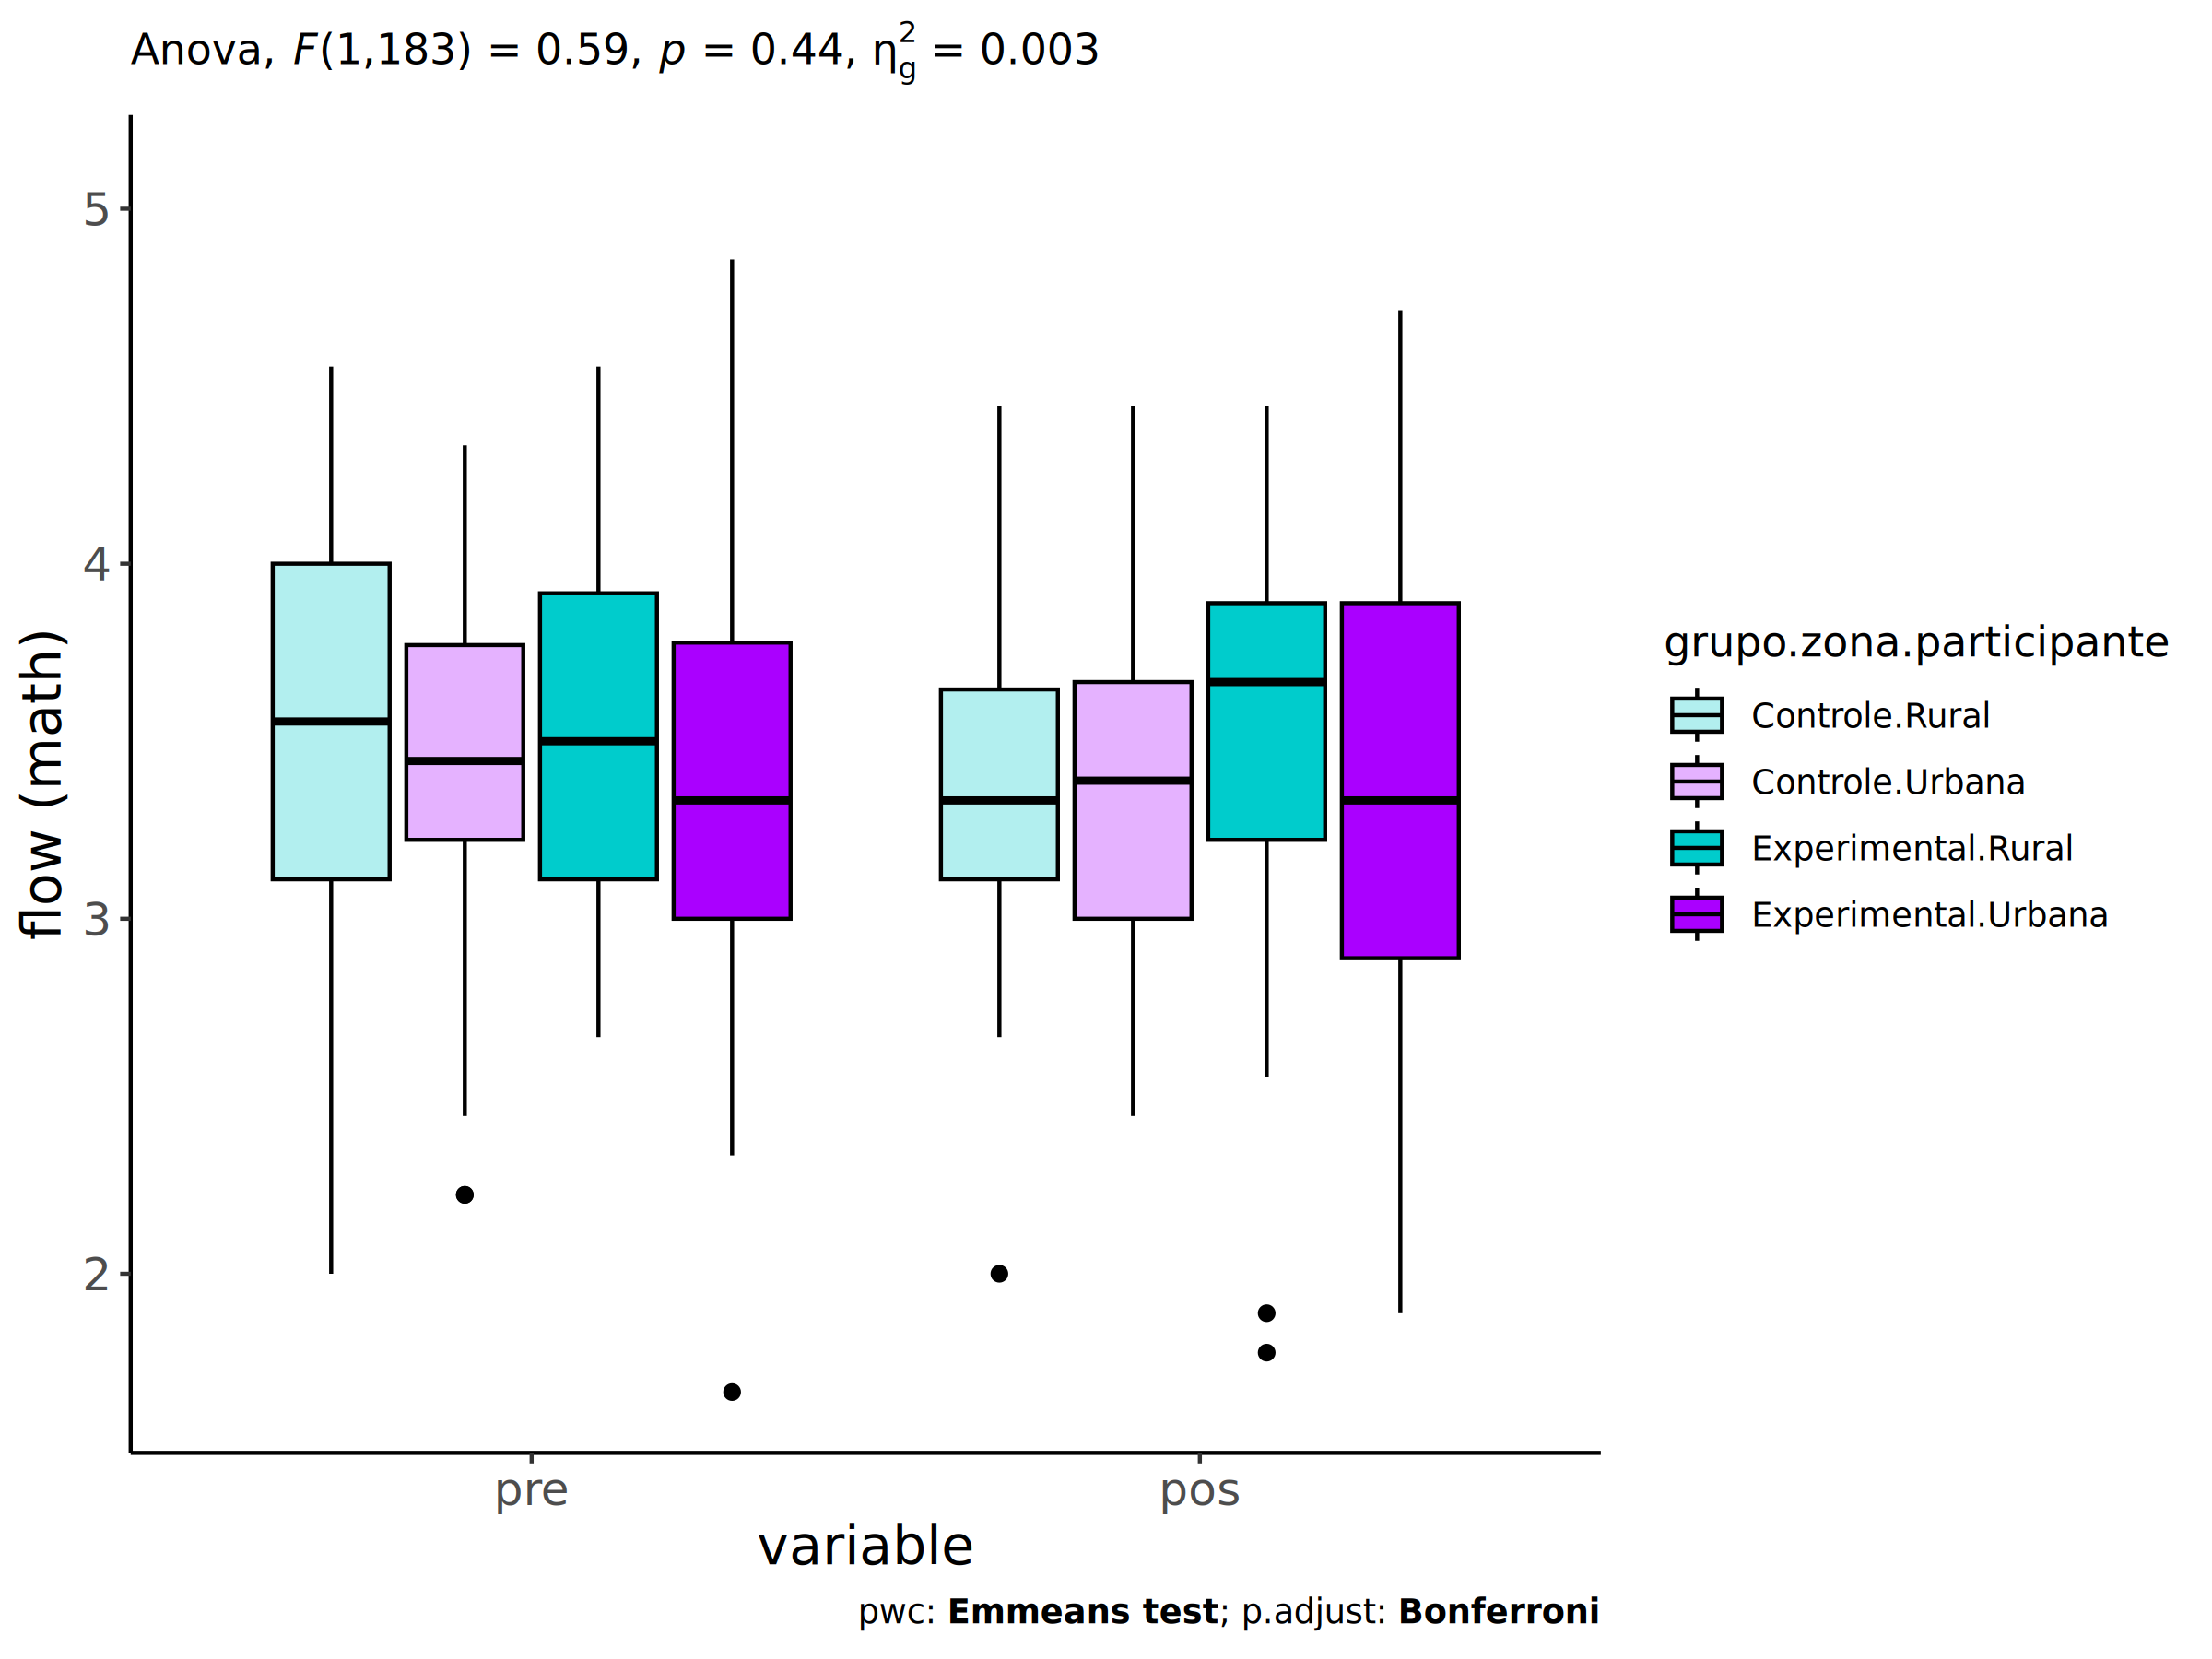 Anova, F(1,183) = 0.59, p = 0.44, η²g = 0.003
5
4
3
2
flow (math)
pre
pos
variable
pwc: Emmeans test; p.adjust: Bonferroni
grupo.zona.participante
Controle.Rural
Controle.Urbana
Experimental.Rural
Experimental.Urbana